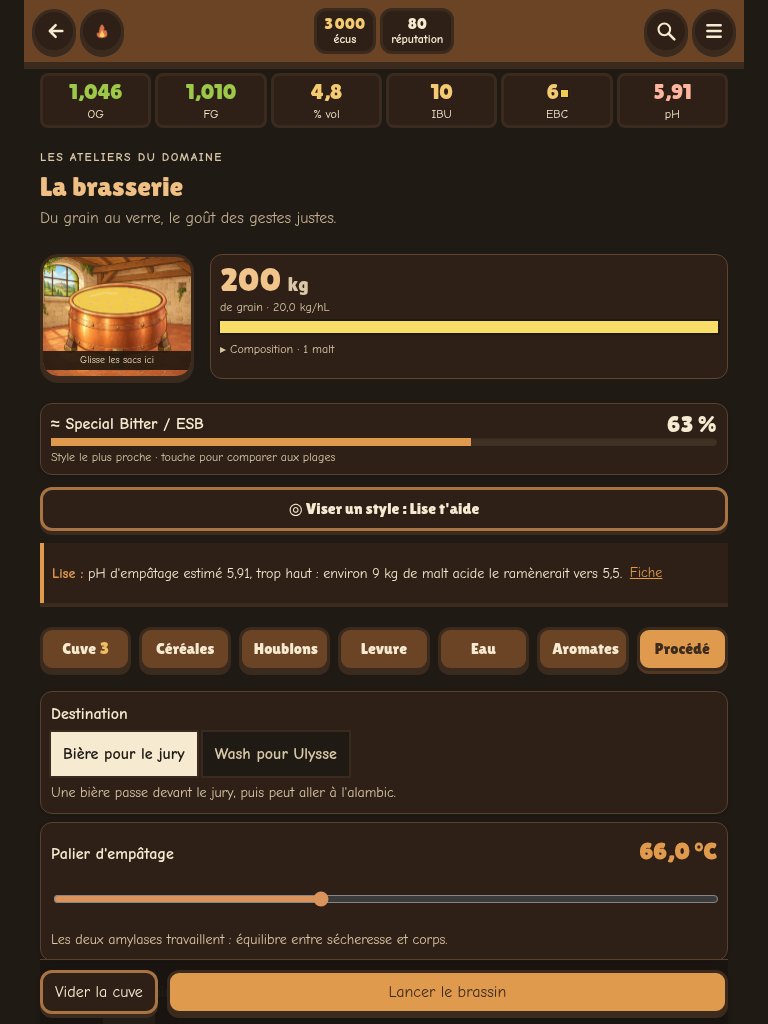 3 000
écus
80
réputation
1,046
OG
1,010
FG
4,8
% vol
10
IBU
6
EBC
5,91
pH
LES ATELIERS DU DOMAINE
La brasserie
Du grain au verre, le goût des gestes justes.
Glisse les sacs ici
200 kg
de grain · 20,0 kg/hL
▸ Composition · 1 malt
≈ Special Bitter / ESB
63 %
Style le plus proche · touche pour comparer aux plages
◎ Viser un style : Lise t'aide
Lise : pH d'empâtage estimé 5,91, trop haut : environ 9 kg de malt acide le ramènerait vers 5,5. Fiche
Cuve 3
Céréales
Houblons
Levure
Eau
Aromates
Procédé
Destination
Bière pour le jury
Wash pour Ulysse
Une bière passe devant le jury, puis peut aller à l'alambic.
Palier d'empâtage
66,0 °C
Les deux amylases travaillent : équilibre entre sécheresse et corps.
Vider la cuve
Lancer le brassin